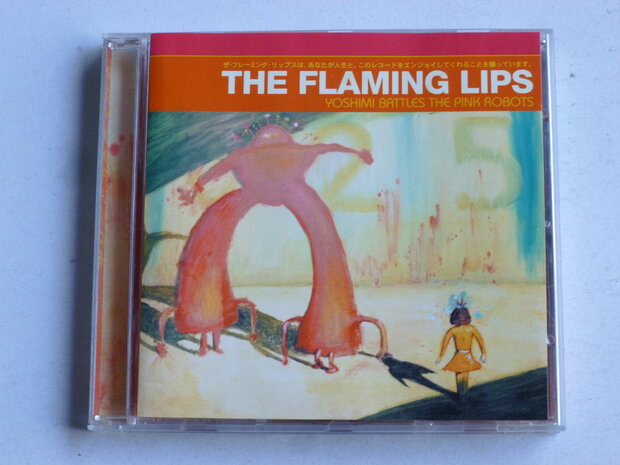 ザ・フレーミング・リップスは、あなたが人生と、このレコードをエンジョイしてくれることを願っています。
THE FLAMING LIPS
YOSHIMI BATTLES THE PINK ROBOTS
25